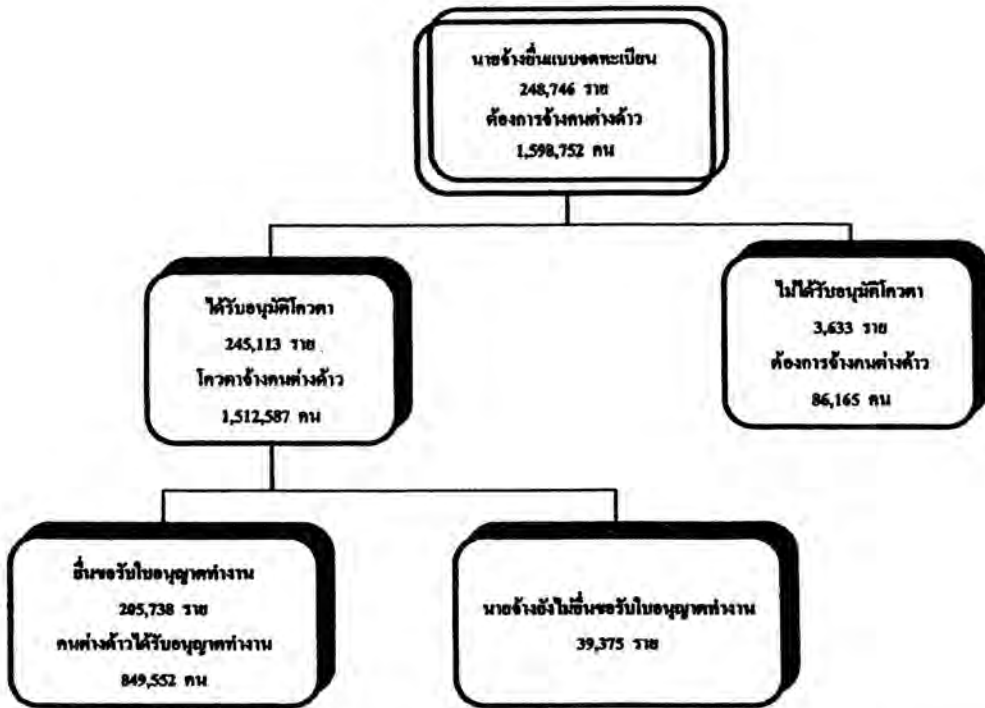 นายจ้างยื่นแบบจดทะเบียน
248,746 ราย
ต้องการจ้างคนต่างด้าว
1,598,752 คน
ได้รับอนุมัติโควตา
245,113 ราย
โควตาจ้างคนต่างด้าว
1,512,587 คน
ไม่ได้รับอนุมัติโควตา
3,633 ราย
ต้องการจ้างคนต่างด้าว
86,165 คน
ยื่นขอรับใบอนุญาตทำงาน
205,738 ราย
คนต่างด้าวได้รับอนุญาตทำงาน
849,552 คน
นายจ้างยังไม่ยื่นขอรับใบอนุญาตทำงาน
39,375 ราย